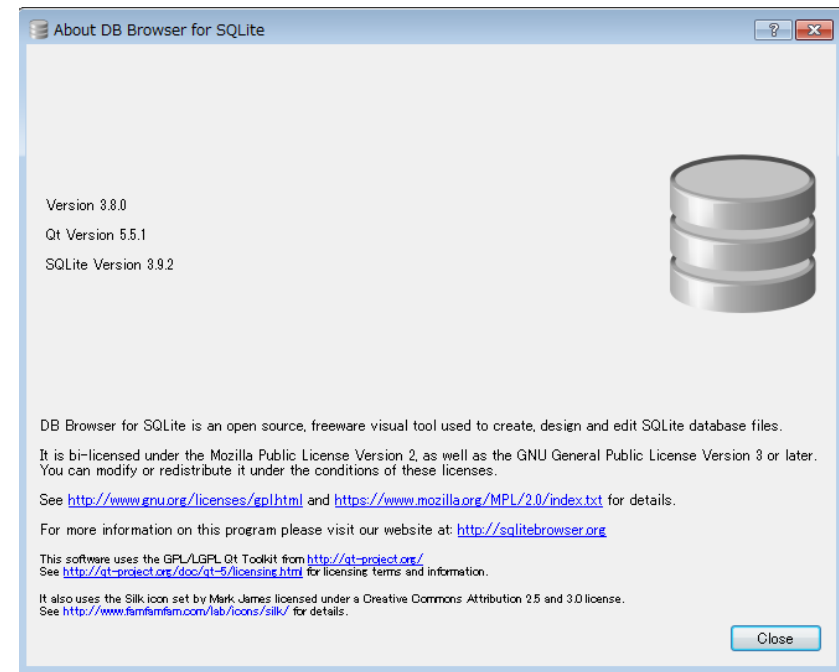 About DB Browser for SQLite
?
Version 3.8.0
Qt Version 5.5.1
SQLite Version 3.9.2
DB Browser for SQLite is an open source, freeware visual tool used to create, design and edit SQLite database files.
It is bi-licensed under the Mozilla Public License Version 2, as well as the GNU General Public License Version 3 or later.
You can modify or redistribute it under the conditions of these licenses.
See http://www.gnu.org/licenses/gpl.html and https://www.mozilla.org/MPL/2.0/index.txt for details.
For more information on this program please visit our website at: http://sqlitebrowser.org
This software uses the GPL/LGPL Qt Toolkit from http://qt-project.org/
See http://qt-project.org/doc/qt-5/licensing.html for licensing terms and information.
It also uses the Silk icon set by Mark James licensed under a Creative Commons Attribution 2.5 and 3.0 license.
See http://www.famfamfam.com/lab/icons/silk/ for details.
Close